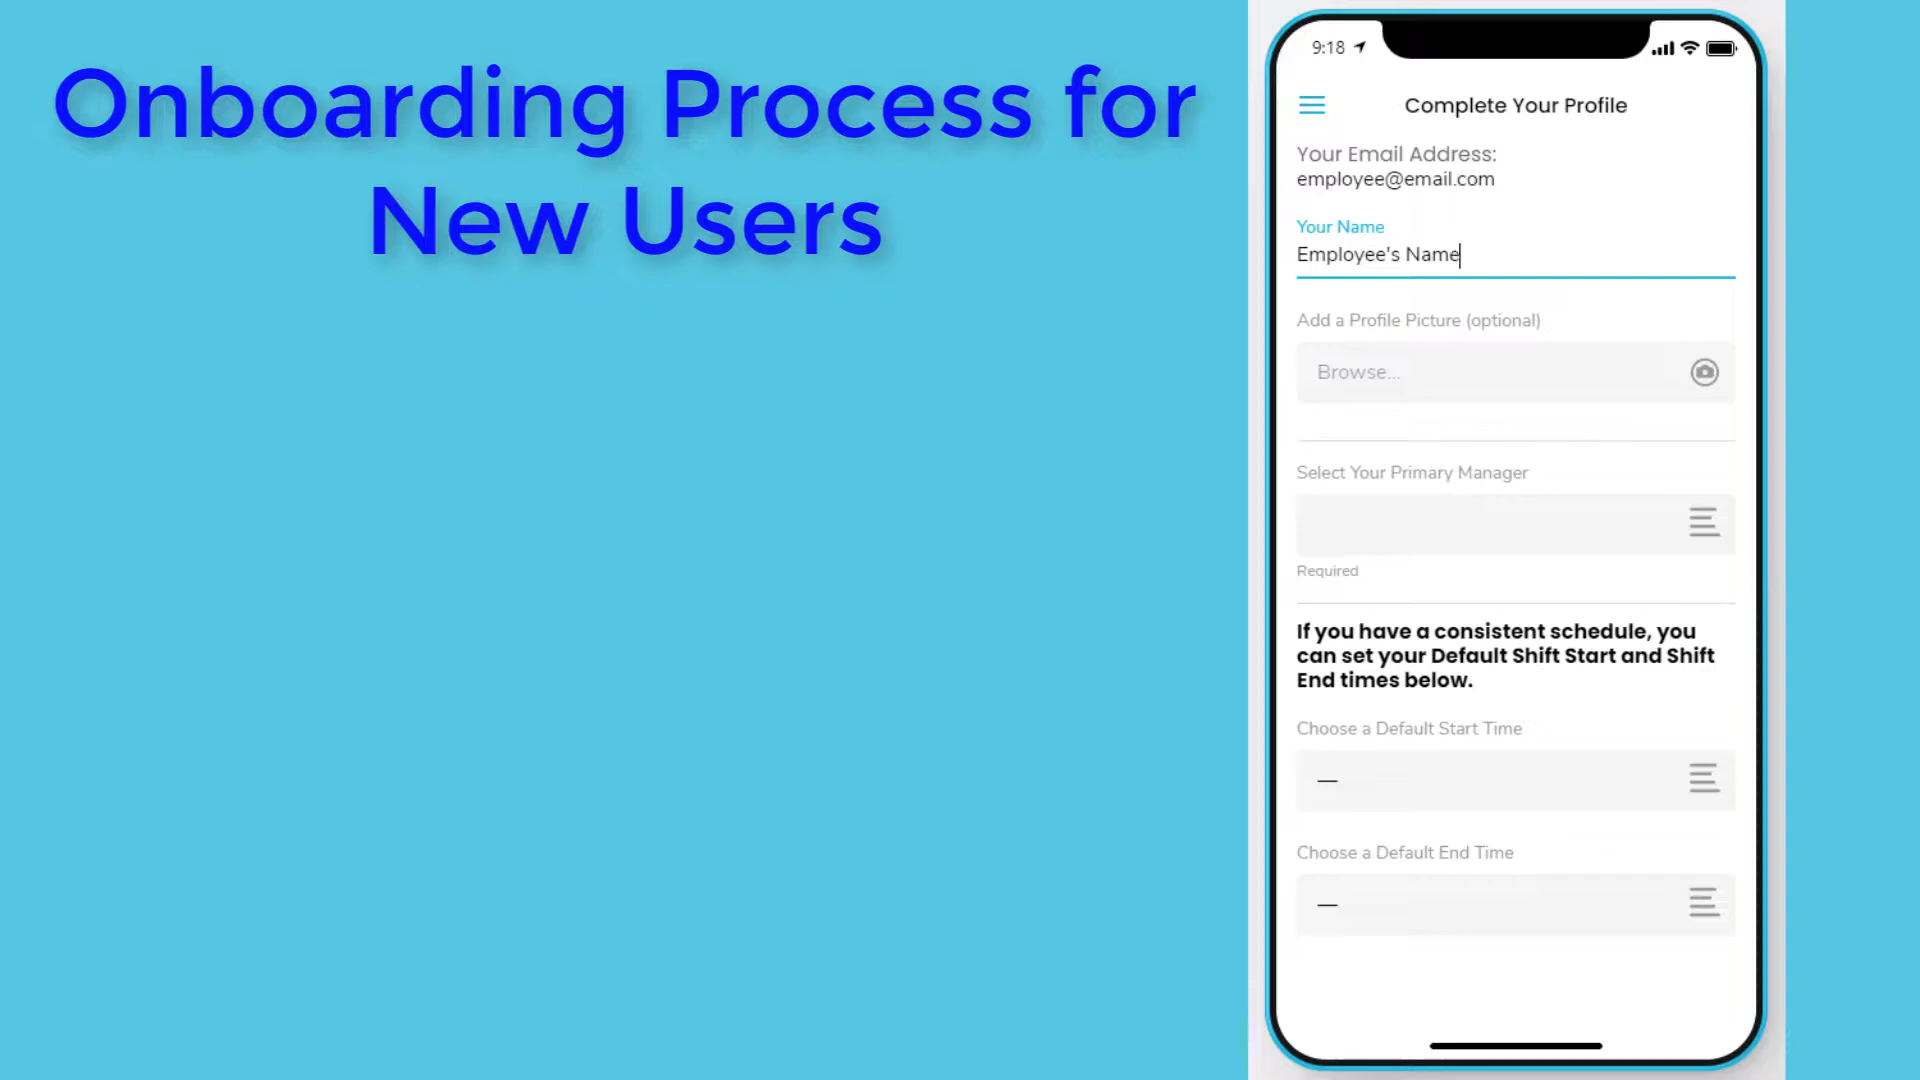 Onboarding Process for
New Users
9:18
Complete Your Profile
Your Email Address:
employee@email.com
Your Name
Employee's Name
Add a Profile Picture (optional)
Browse...
Select Your Primary Manager
Required
If you have a consistent schedule, you
can set your Default Shift Start and Shift
End times below.
Choose a Default Start Time
—
Choose a Default End Time
—